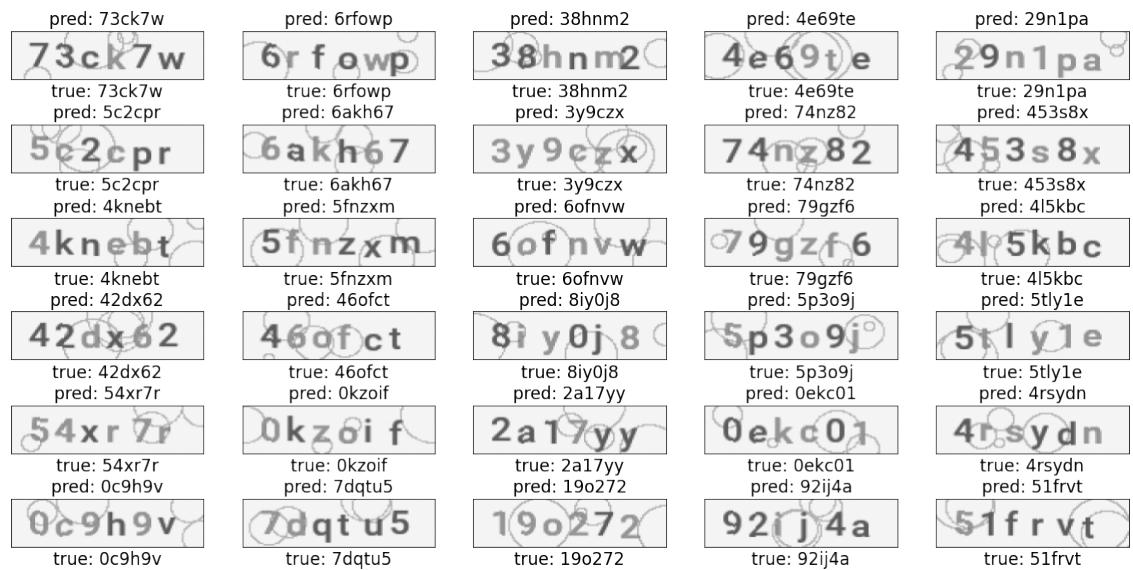 pred: 73ck7w pred: 6rfowp pred: 38hnm2 pred: 4e69te pred: 29n1pa
73ck7w 6rfowp 38hnm2 4e69te 29n1pa
true: 73ck7w true: 6rfowp true: 38hnm2 true: 4e69te true: 29n1pa
pred: 5c2cpr pred: 6akh67 pred: 3y9czx pred: 74nz82 pred: 453s8x
5c2cpr 6akh67 3y9czx 74nz82 453s8x
true: 5c2cpr true: 6akh67 true: 3y9czx true: 74nz82 true: 453s8x
pred: 4knebt pred: 5fnzxm pred: 6ofnvw pred: 79gzf6 pred: 4l5kbc
4knebt 5fnzxm 6ofnvw 79gzf6 4l5kbc
true: 4knebt true: 5fnzxm true: 6ofnvw true: 79gzf6 true: 4l5kbc
pred: 42dx62 pred: 46ofct pred: 8iy0j8 pred: 5p3o9j pred: 5tly1e
42dx62 46ofct 8iy0j8 5p3o9j 5tly1e
true: 42dx62 true: 46ofct true: 8iy0j8 true: 5p3o9j true: 5tly1e
pred: 54xr7r pred: 0kzoif pred: 2a17yy pred: 0ekc01 pred: 4rsydn
54xr7r 0kzoif 2a17yy 0ekc01 4rsydn
true: 54xr7r true: 0kzoif true: 2a17yy true: 0ekc01 true: 4rsydn
pred: 0c9h9v pred: 7dqtu5 pred: 19o272 pred: 92ij4a pred: 51frvt
0c9h9v 7dqtu5 19o272 92ij4a 51frvt
true: 0c9h9v true: 7dqtu5 true: 19o272 true: 92ij4a true: 51frvt